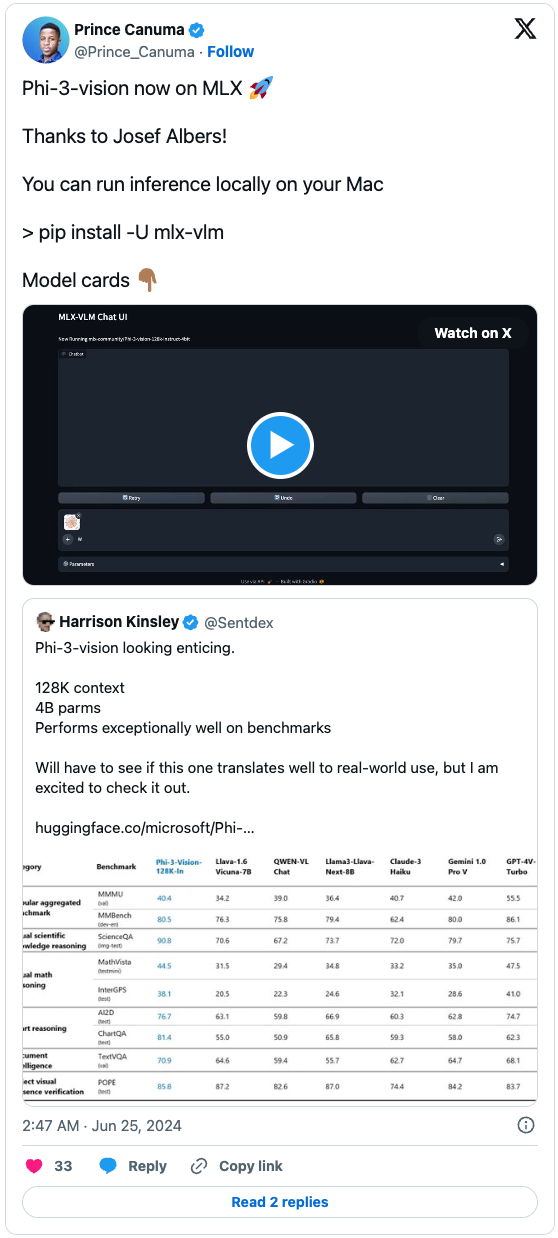 Prince Canuma
@Prince_Canuma · Follow
X
Phi-3-vision now on MLX 🚀
Thanks to Josef Albers!
You can run inference locally on your Mac
> pip install -U mlx-vlm
Model cards 👇🏽
MLX-VLM Chat UI
Watch on X
Now Running mlx-community/Phi-3-vision-128k-instruct-4bit
Chatbot
Retry Undo Clear
Parameters
Use via API · Built with Gradio
Harrison Kinsley @Sentdex
Phi-3-vision looking enticing.
128K context
4B parms
Performs exceptionally well on benchmarks
Will have to see if this one translates well to real-world use, but I am
excited to check it out.
huggingface.co/microsoft/Phi-...
egory Benchmark Phi-3-Vision-128K-In Llava-1.6 Vicuna-7B QWEN-VL Chat Llama3-Llava-Next-8B Claude-3 Haiku Gemini 1.0 Pro V GPT-4V-Turbo
ular aggregated chmark MMMU (val) 40.4 34.2 39.0 36.4 40.7 42.0 55.5
MMBench (dev-en) 80.5 76.3 75.8 79.4 62.4 80.0 86.1
ual scientific wledge reasoning ScienceQA (img-test) 90.8 70.6 67.2 73.7 72.0 79.7 75.7
ual math soning MathVista (testmini) 44.5 31.5 29.4 34.8 33.2 35.0 47.5
InterGPS (test) 38.1 20.5 22.3 24.6 32.1 28.6 41.0
rt reasoning AI2D (test) 76.7 63.1 59.8 66.9 60.3 62.8 74.7
ChartQA (test) 81.4 55.0 50.9 65.8 59.3 58.0 62.3
ument lligence TextVQA (val) 70.9 64.6 59.4 55.7 62.7 64.7 68.1
ect visual sence verification POPE (test) 85.8 87.2 82.6 87.0 74.4 84.2 83.7
2:47 AM · Jun 25, 2024
33 Reply Copy link
Read 2 replies